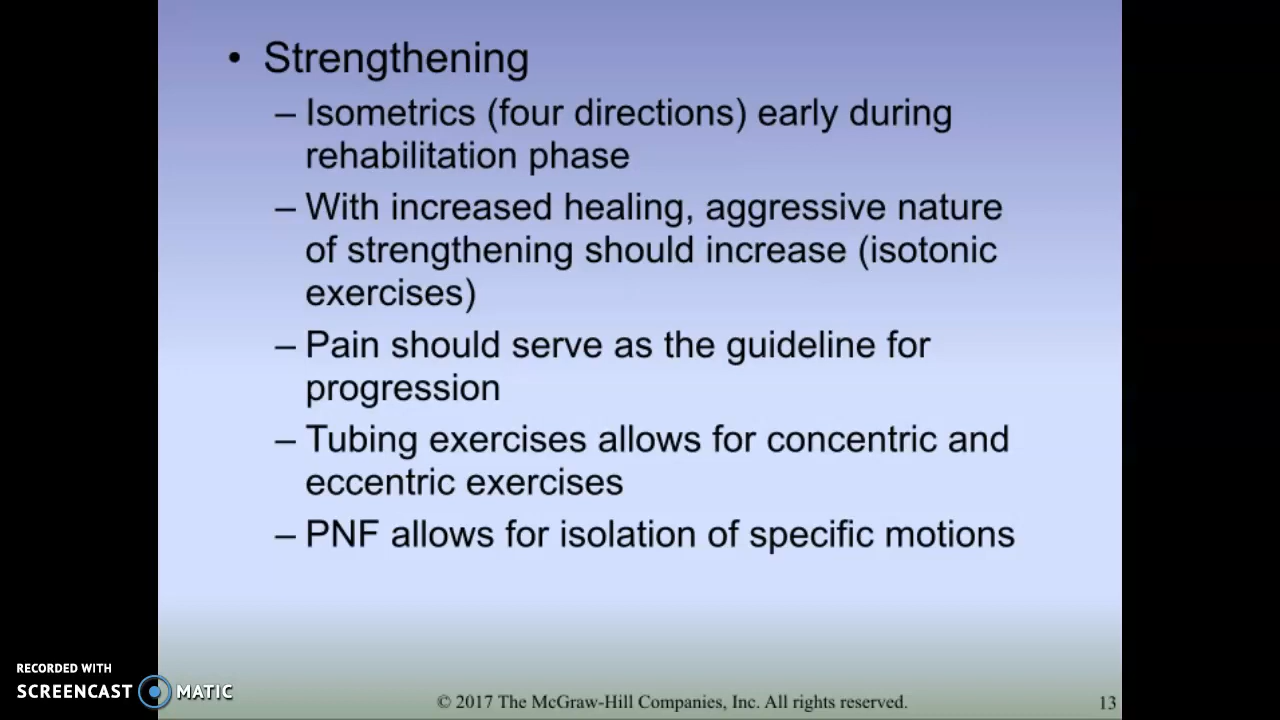 • Strengthening
– Isometrics (four directions) early during
rehabilitation phase
– With increased healing, aggressive nature
of strengthening should increase (isotonic
exercises)
– Pain should serve as the guideline for
progression
– Tubing exercises allows for concentric and
eccentric exercises
– PNF allows for isolation of specific motions
RECORDED WITH
SCREENCAST MATIC
© 2017 The McGraw-Hill Companies, Inc. All rights reserved.
13